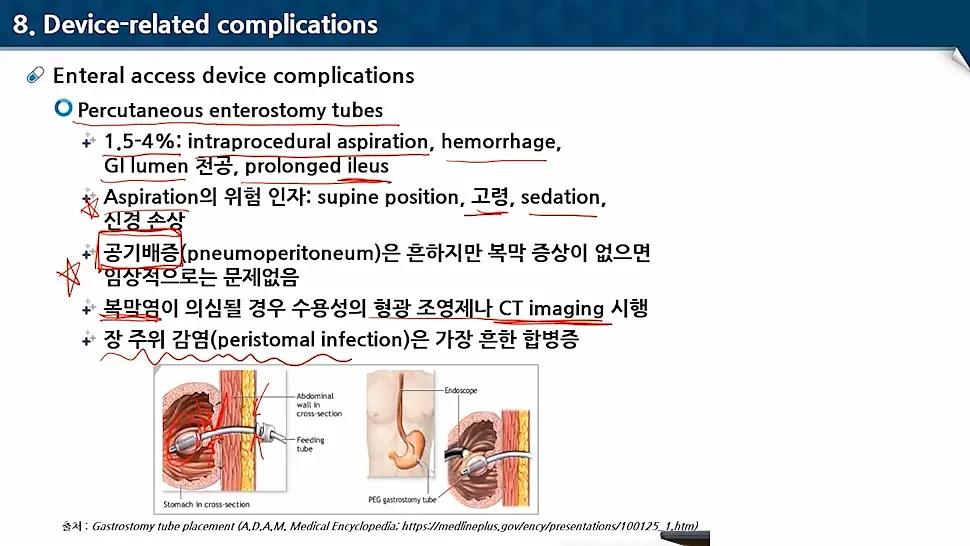 8. Device-related complications
Enteral access device complications
Percutaneous enterostomy tubes
1.5-4%: intraprocedural aspiration, hemorrhage,
GI lumen 천공, prolonged ileus
Aspiration의 위험 인자: supine position, 고령, sedation,
신경 손상
공기배증(pneumoperitoneum)은 흔하지만 복막 증상이 없으면
임상적으로는 문제없음
복막염이 의심될 경우 수용성의 형광 조영제나 CT imaging 시행
장 주위 감염(peristomal infection)은 가장 흔한 합병증
Abdominal
wall in
cross-section
Feeding
tube
Stomach in cross-section
Endoscope
PEG gastrostomy tube
출처 : Gastrostomy tube placement (A,D,A,M, Medical Encyclopedia; https://medlineplus.gov/ency/presentations/100125_1.htm)